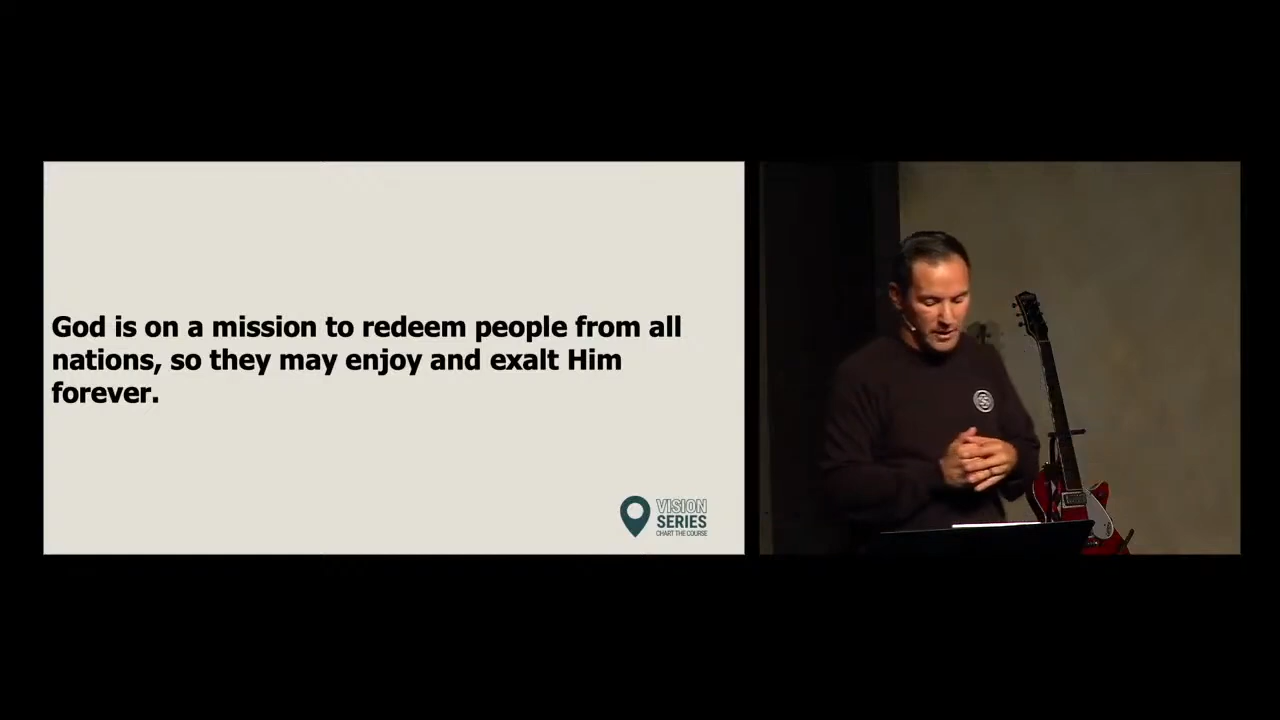 God is on a mission to redeem people from all
nations, so they may enjoy and exalt Him
forever.
VISION
SERIES
CHART THE COURSE